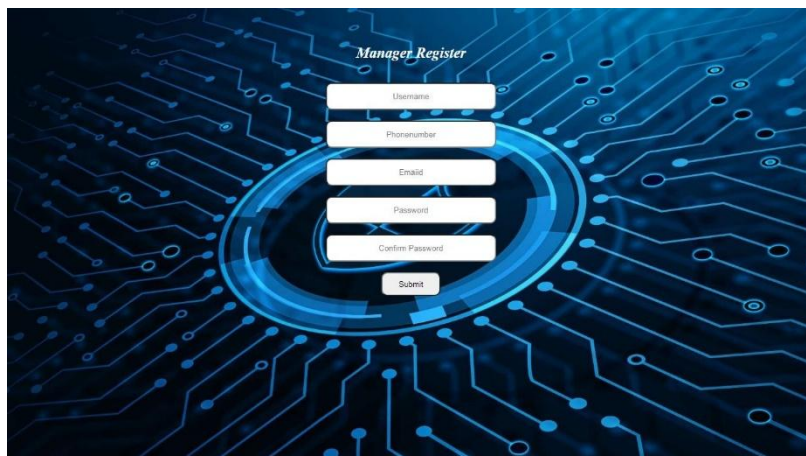 Manager Register
Username
Phonenumber
Emaiid
Password
Confirm Password
Submit